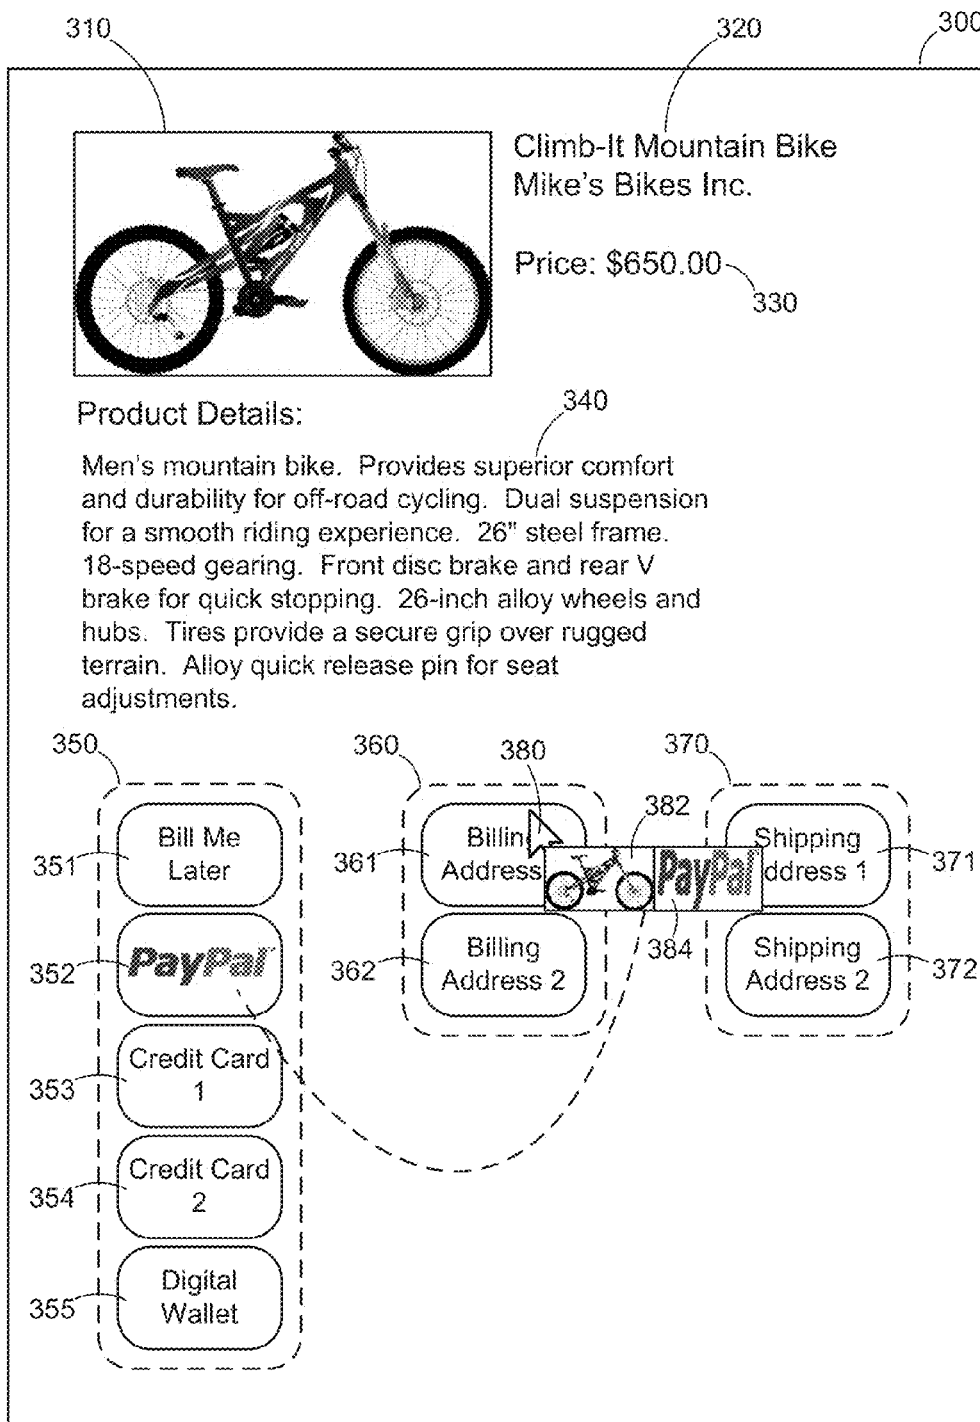 310
320
300
Climb-It Mountain Bike
Mike's Bikes Inc.
Price: $650.00
330
Product Details:
340
Men's mountain bike. Provides superior comfort
and durability for off-road cycling. Dual suspension
for a smooth riding experience. 26" steel frame.
18-speed gearing. Front disc brake and rear V
brake for quick stopping. 26-inch alloy wheels and
hubs. Tires provide a secure grip over rugged
terrain. Alloy quick release pin for seat
adjustments.
350
360
380
370
382
Bill Me
Later
351
361
Billing
Address
PayPal
Shipping
ddress 1
371
352
PayPal
362
Billing
Address 2
384
Shipping
Address 2
372
353
Credit Card
1
354
Credit Card
2
355
Digital
Wallet